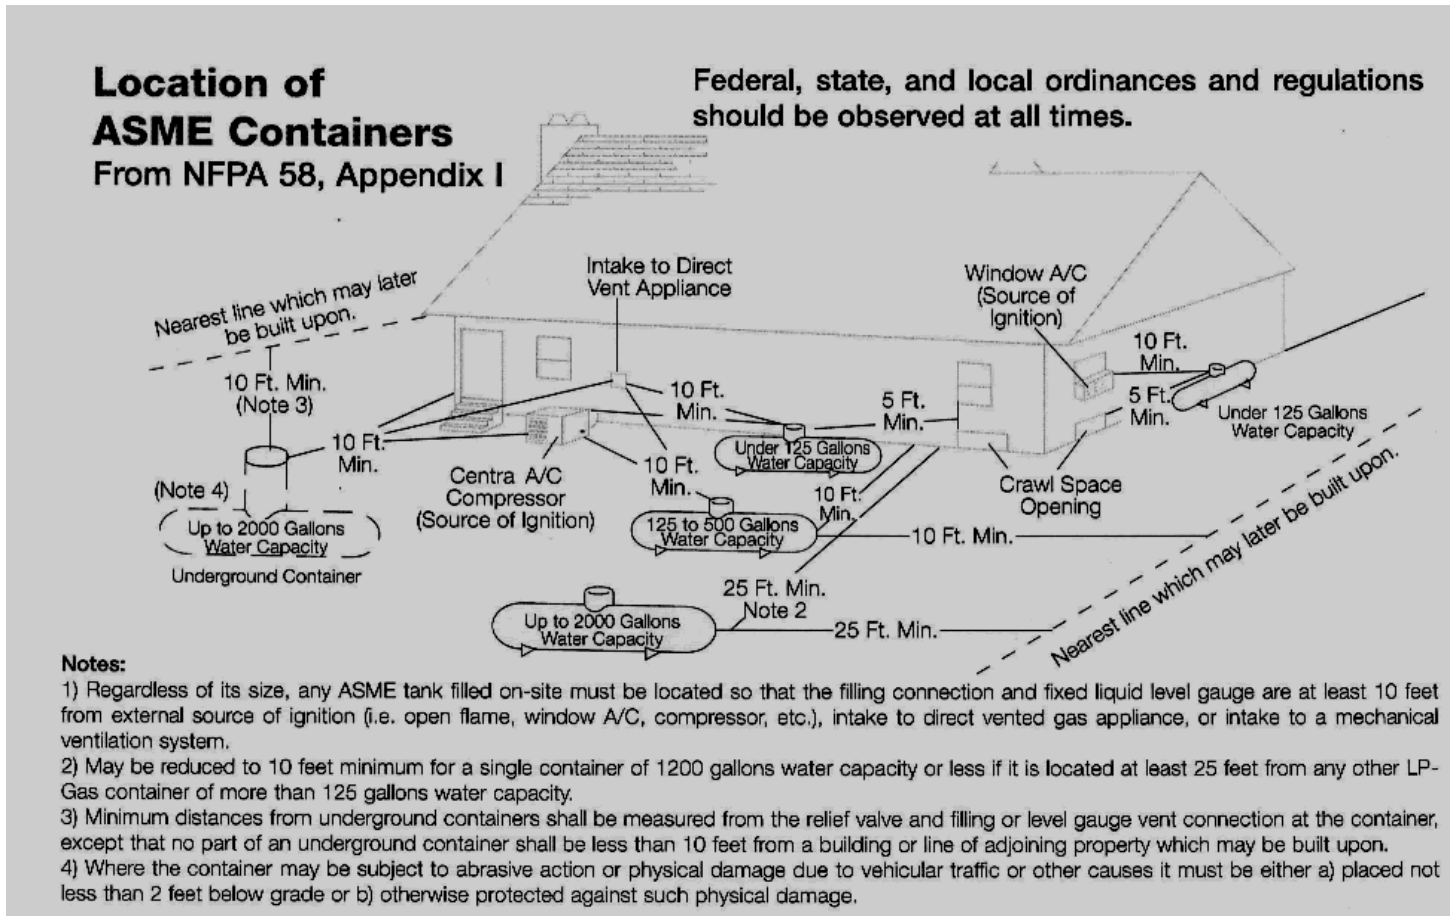 Location of
ASME Containers
From NFPA 58, Appendix I
Federal, state, and local ordinances and regulations
should be observed at all times.
Nearest line which may later
be built upon.
Intake to Direct
Vent Appliance
Window A/C
(Source of
Ignition)
10 Ft.
Min.
10 Ft. Min.
(Note 3)
10 Ft.
Min.
5 Ft.
Min.
5 Ft.
Min.
Under 125 Gallons
Water Capacity
10 Ft.
Min.
Under 125 Gallons
Water Capacity
Centra A/C
Compressor
(Source of Ignition)
10 Ft.
Min.
10 Ft.
Min.
Crawl Space
Opening
(Note 4)
Up to 2000 Gallons
Water Capacity
Underground Container
125 to 500 Gallons
Water Capacity
10 Ft. Min.
Nearest line which may later be built upon.
25 Ft. Min.
Note 2
Up to 2000 Gallons
Water Capacity
25 Ft. Min.
Notes:
1) Regardless of its size, any ASME tank filled on-site must be located so that the filling connection and fixed liquid level gauge are at least 10 feet
from external source of ignition (i.e. open flame, window A/C, compressor, etc.), intake to direct vented gas appliance, or intake to a mechanical
ventilation system.
2) May be reduced to 10 feet minimum for a single container of 1200 gallons water capacity or less if it is located at least 25 feet from any other LP-
Gas container of more than 125 gallons water capacity.
3) Minimum distances from underground containers shall be measured from the relief valve and filling or level gauge vent connection at the container,
except that no part of an underground container shall be less than 10 feet from a building or line of adjoining property which may be built upon.
4) Where the container may be subject to abrasive action or physical damage due to vehicular traffic or other causes it must be either a) placed not
less than 2 feet below grade or b) otherwise protected against such physical damage.